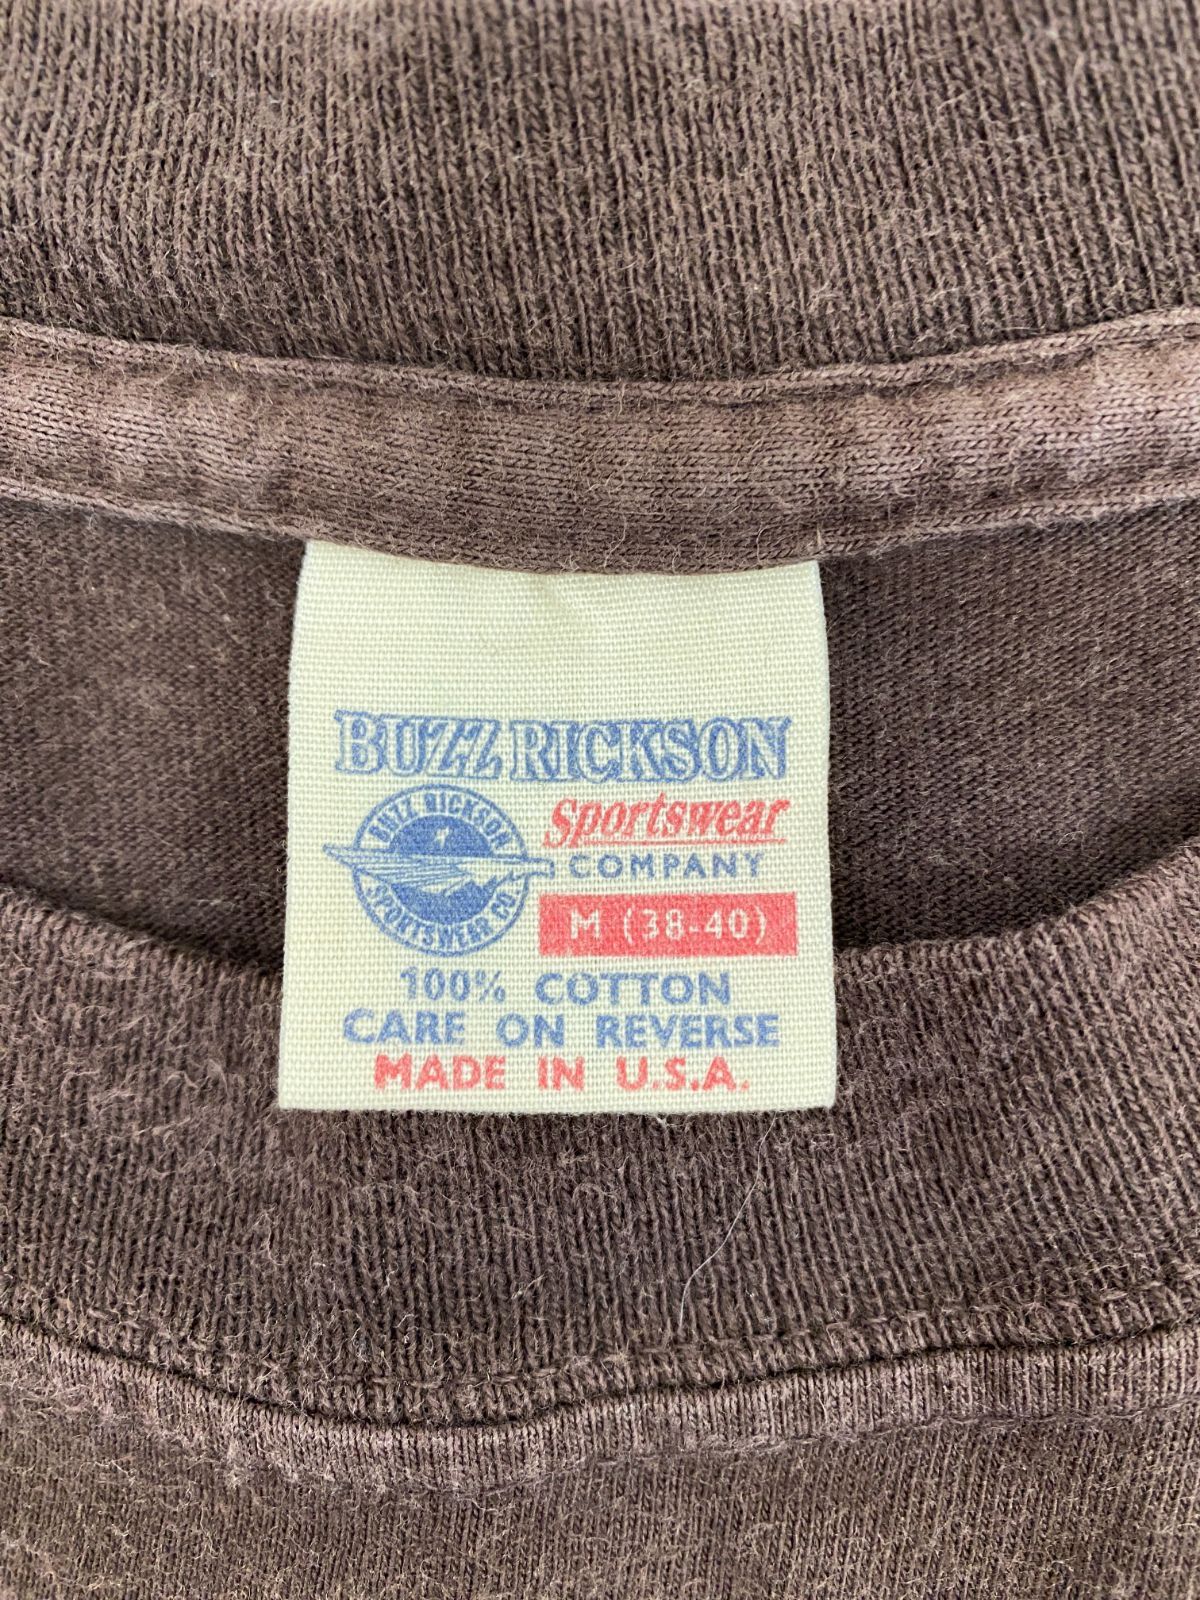 BUZZ RICKSON
Sportswear
COMPANY
BUZZ RICKSON
SPORTSWEAR CO.
M (38-40)
100% COTTON
CARE ON REVERSE
MADE IN U.S.A.